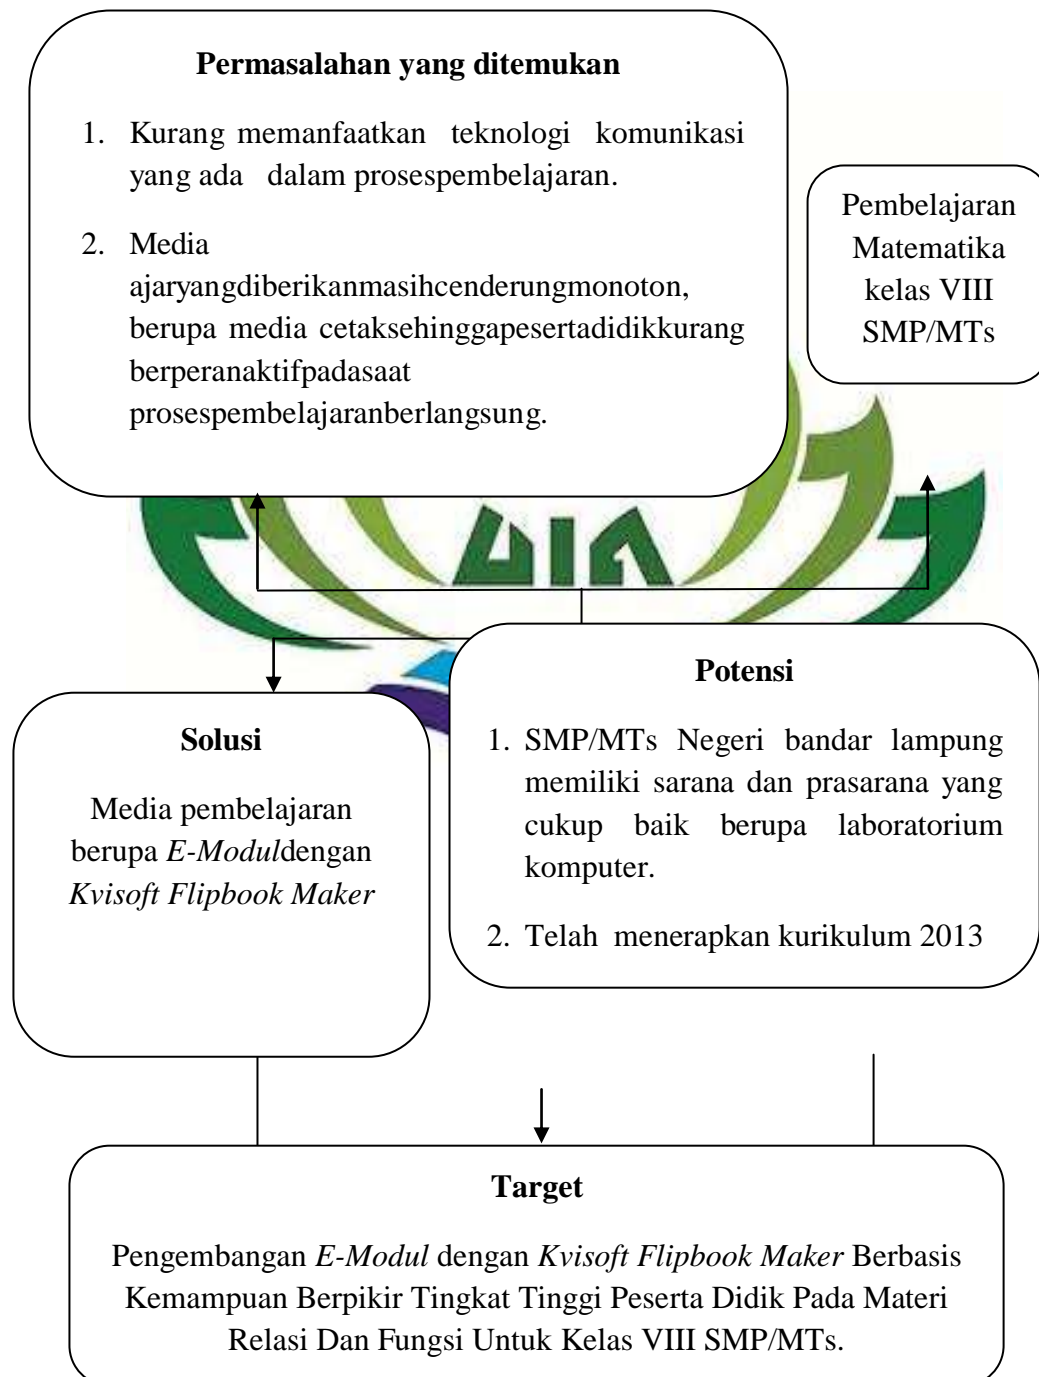 Permasalahan yang ditemukan
1. Kurang memanfaatkan teknologi komunikasi
yang ada dalam prosespembelajaran.
2. Media
ajaryangdiberikanmasihcenderungmonoton,
berupa media cetaksehinggapesertadidikkurang
berperanaktifpadasaat
prosespembelajaranberlangsung.
Pembelajaran
Matematika
kelas VIII
SMP/MTs
Solusi
Media pembelajaran
berupa E-Moduldengan
Kvisoft Flipbook Maker
Potensi
1. SMP/MTs Negeri bandar lampung
memiliki sarana dan prasarana yang
cukup baik berupa laboratorium
komputer.
2. Telah menerapkan kurikulum 2013
Target
Pengembangan E-Modul dengan Kvisoft Flipbook Maker Berbasis
Kemampuan Berpikir Tingkat Tinggi Peserta Didik Pada Materi
Relasi Dan Fungsi Untuk Kelas VIII SMP/MTs.